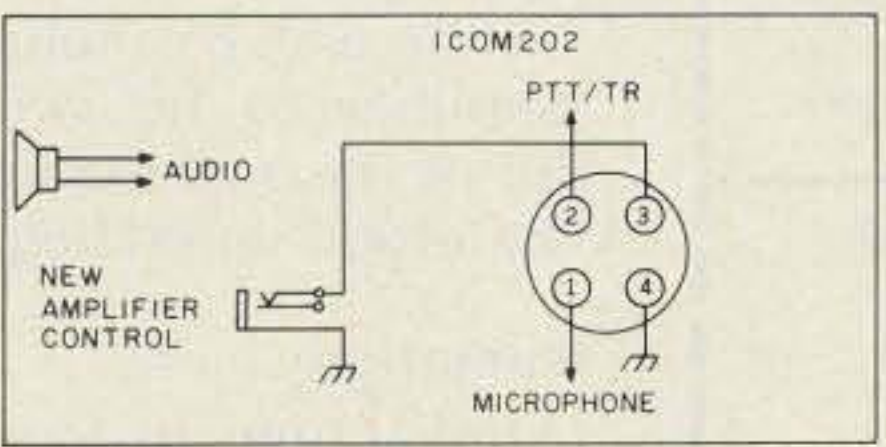 ICOM202
PTT/TR
AUDIO
2 3
NEW
AMPLIFIER
CONTROL
1 4
MICROPHONE